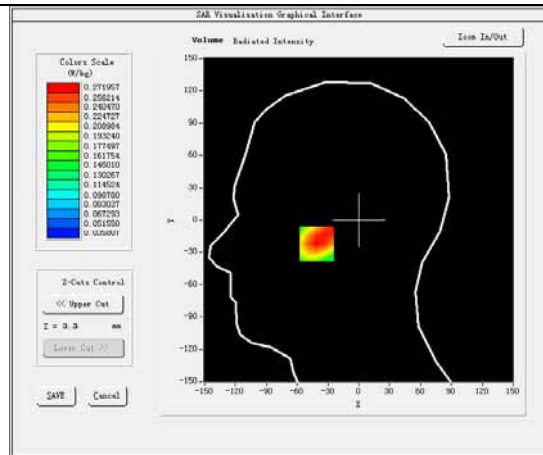 SAR Visualisation Graphical Interface
Volume Radiated Intensity
Zoom In/Out
Colors Scale
(W/kg)
0.271957
0.256214
0.240470
0.224727
0.208984
0.193240
0.177497
0.161754
0.146010
0.130267
0.114524
0.098780
0.083037
0.067293
0.051550
0.035807
Z-Cuts Control
<< Upper Cut
Z = 3.3 mm
Lower Cut >>
SAVE
Cancel
150
120
90
60
30
0
-30
-60
-90
-120
-150
Y
-150 -120 -90 -60 -30 0 30 60 90 120 150
X